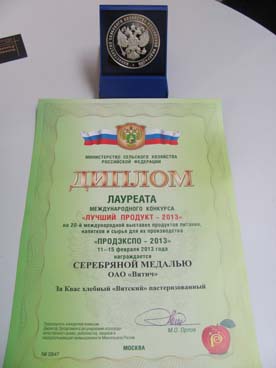 МИНИСТЕРСТВО СЕЛЬСКОГО ХОЗЯЙСТВА
РОССИЙСКОЙ ФЕДЕРАЦИИ
ДИПЛОМ
ЛАУРЕАТА
МЕЖДУНАРОДНОГО КОНКУРСА
«ЛУЧШИЙ ПРОДУКТ - 2013»
на 20-й международной выставке продуктов питания,
напитков и сырья для их производства
«ПРОДЭКСПО - 2013»
11–15 февраля 2013 года
награждается
СЕРЕБРЯНОЙ МЕДАЛЬЮ
ОАО «Вятич»
За Квас хлебный «Вятский» пастеризованный
М.О. Орлов
МОСКВА